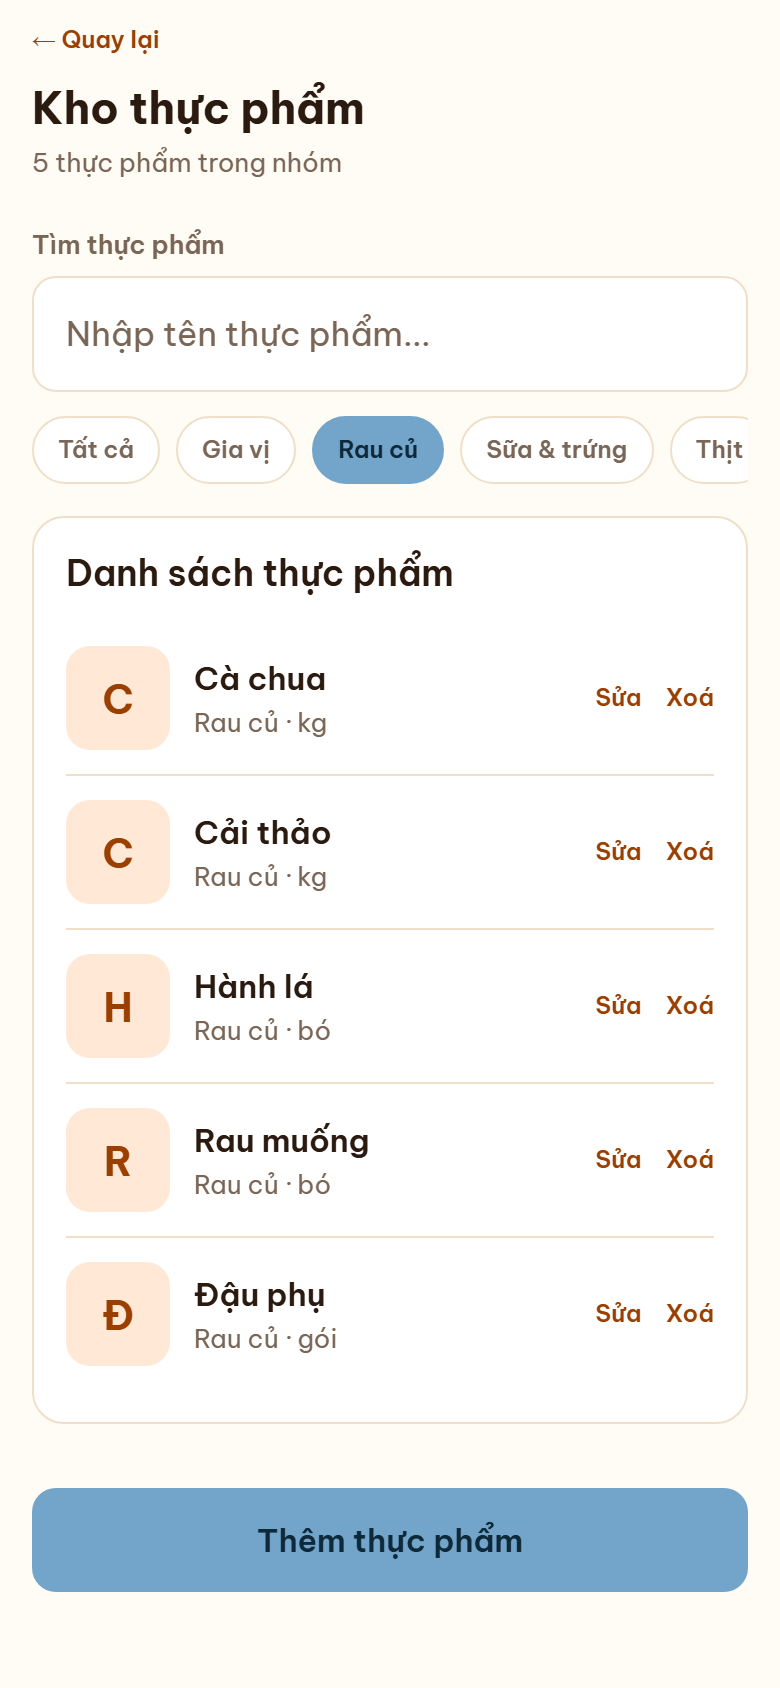 ← Quay lại
Kho thực phẩm
5 thực phẩm trong nhóm
Tìm thực phẩm
Nhập tên thực phẩm...
Tất cả Gia vị Rau củ Sữa & trứng Thịt
Danh sách thực phẩm
C
Cà chua
Rau củ · kg
Sửa Xoá
C
Cải thảo
Rau củ · kg
Sửa Xoá
H
Hành lá
Rau củ · bó
Sửa Xoá
R
Rau muống
Rau củ · bó
Sửa Xoá
Đ
Đậu phụ
Rau củ · gói
Sửa Xoá
Thêm thực phẩm